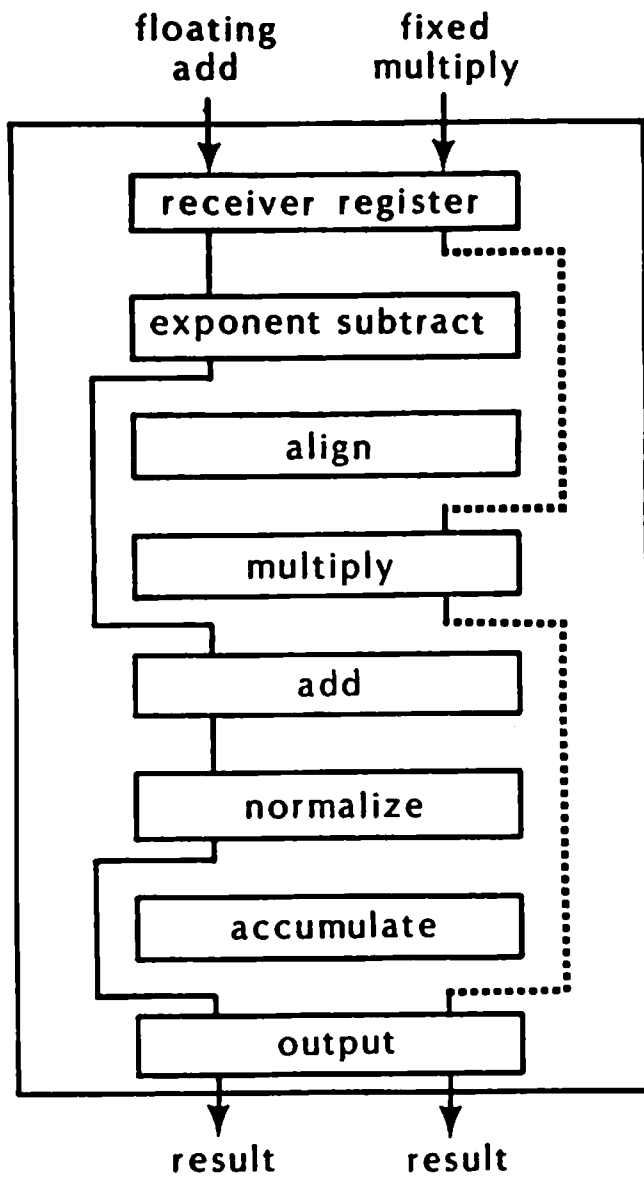 floating
add
fixed
multiply
receiver register
exponent subtract
align
multiply
add
normalize
accumulate
output
result
result